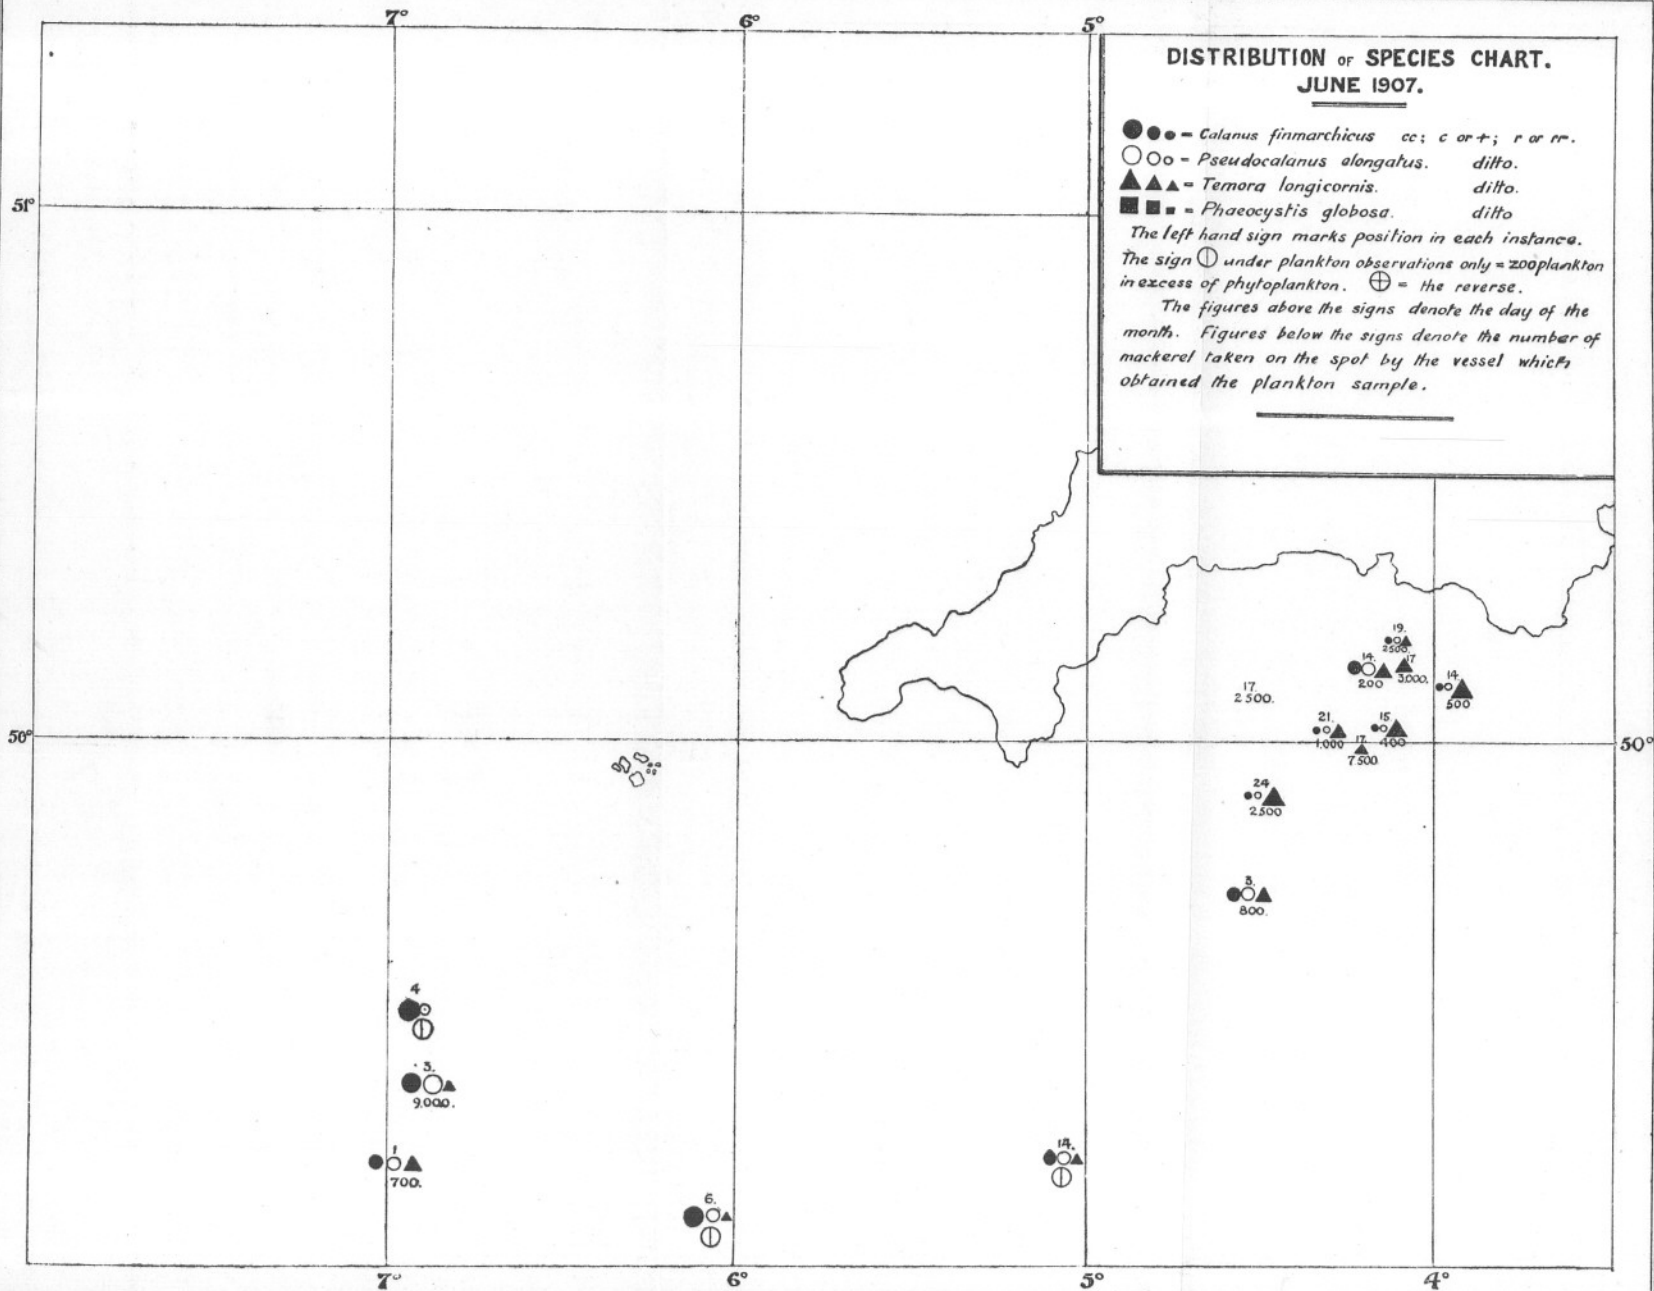 7° 6° 5°
DISTRIBUTION OF SPECIES CHART.
JUNE 1907.
= Calanus finmarchicus cc; c or +; r or rr.
= Pseudocalanus elongatus. ditto.
= Temora longicornis. ditto.
= Phaeocystis globosa. ditto
The left hand sign marks position in each instance.
The sign under plankton observations only = zooplankton
in excess of phytoplankton. = the reverse.
The figures above the signs denote the day of the
month. Figures below the signs denote the number of
mackerel taken on the spot by the vessel which
obtained the plankton sample.
51°
19.
2500.
14.
200
17
3.000.
14.
500
17.
2500.
21.
1.000
15
400
50°
50°
17.
7500
24
2500
3.
800.
4
3.
9.000.
1
700.
14.
6.
7° 6° 5° 4°